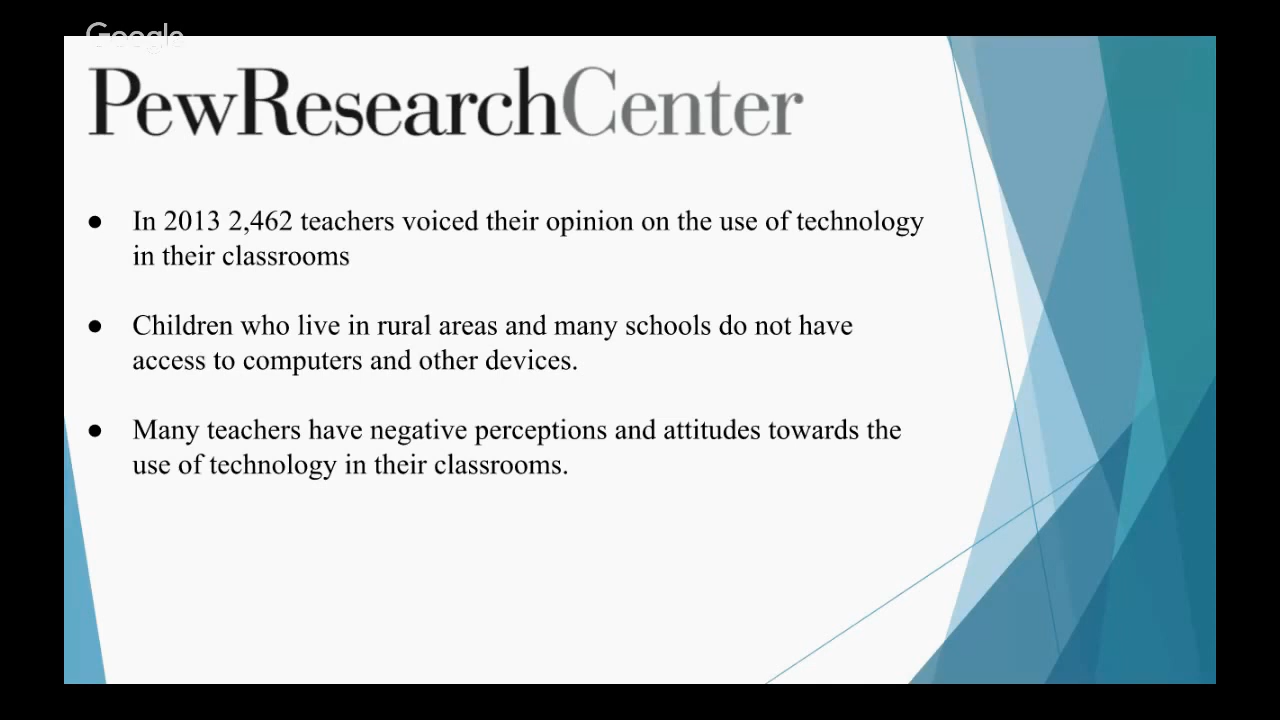 Google
PewResearchCenter
● In 2013 2,462 teachers voiced their opinion on the use of technology
in their classrooms
● Children who live in rural areas and many schools do not have
access to computers and other devices.
● Many teachers have negative perceptions and attitudes towards the
use of technology in their classrooms.